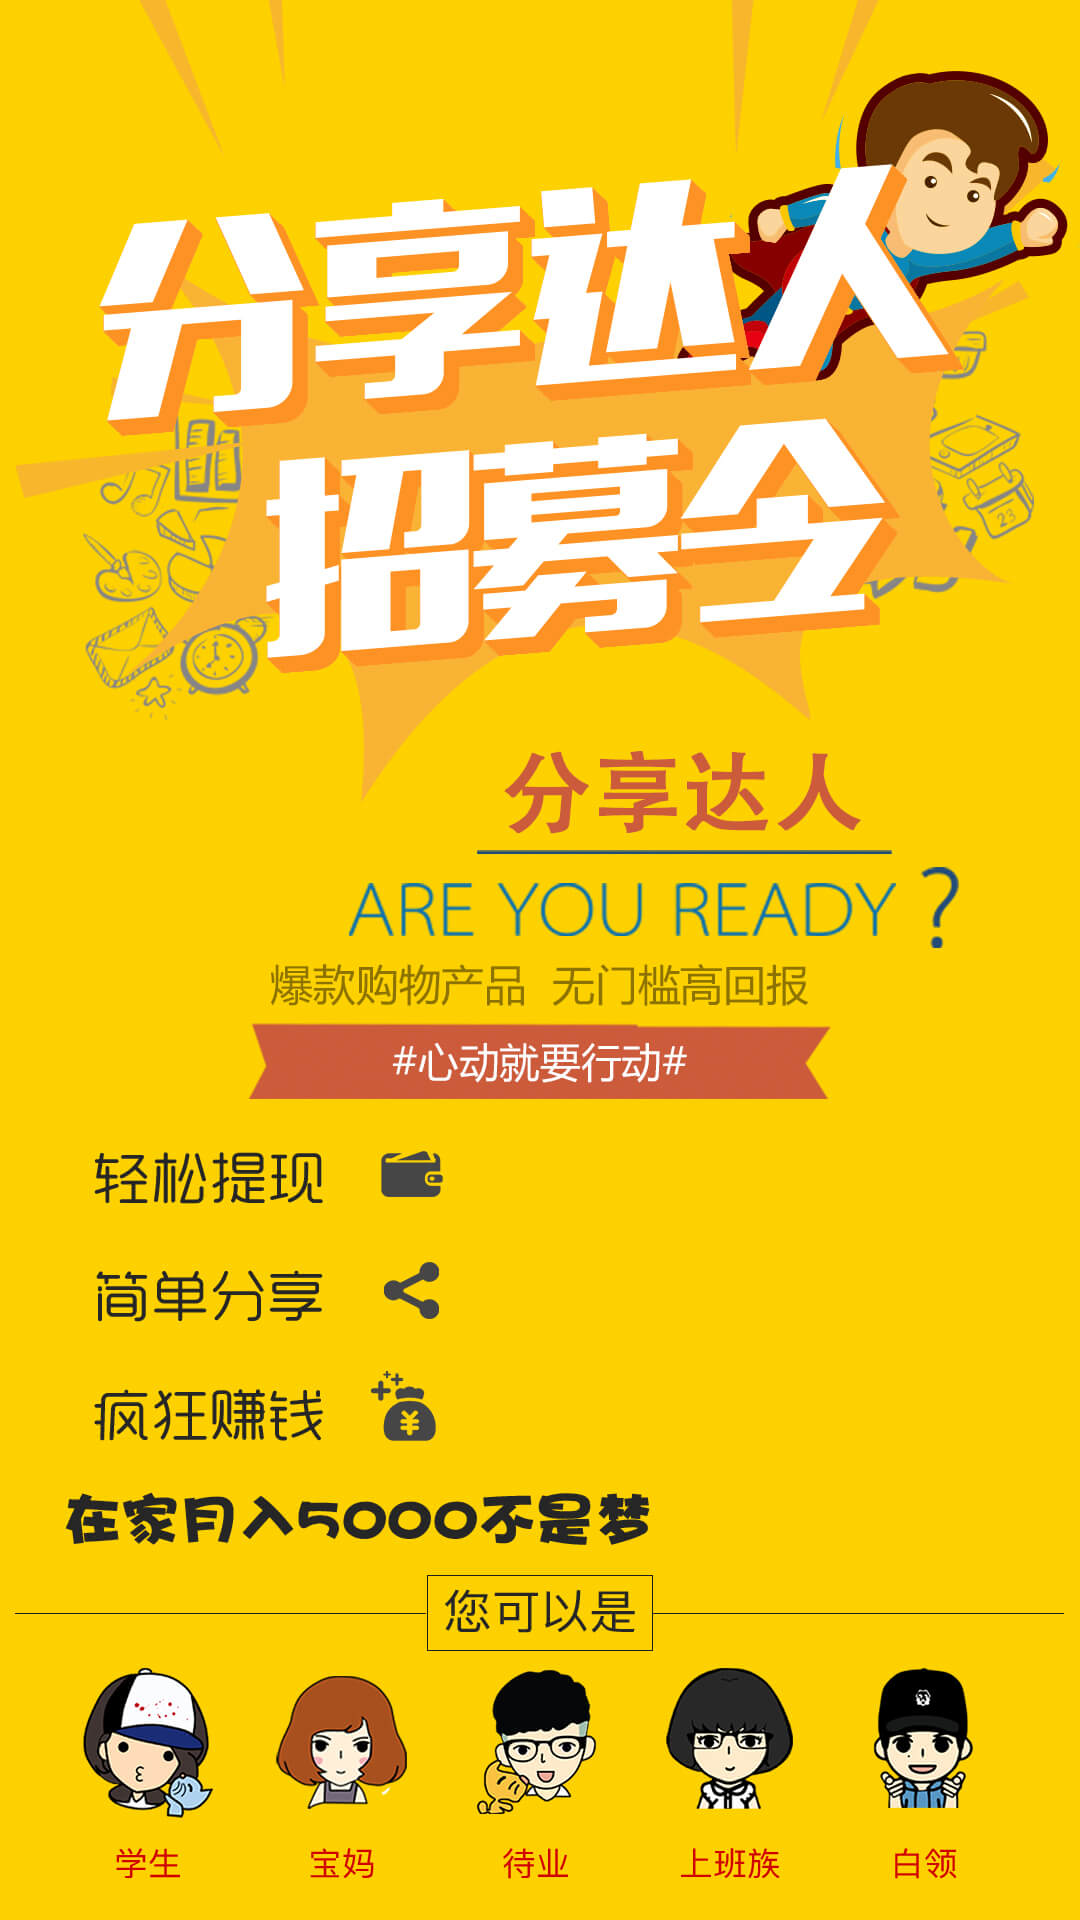 分享达人
招募令
23
分享达人
ARE YOU READY?
爆款购物产品 无门槛高回报
#心动就要行动#
轻松提现
简单分享
疯狂赚钱
¥
在家月入5000不是梦
您可以是
学生 宝妈 待业 上班族 白领